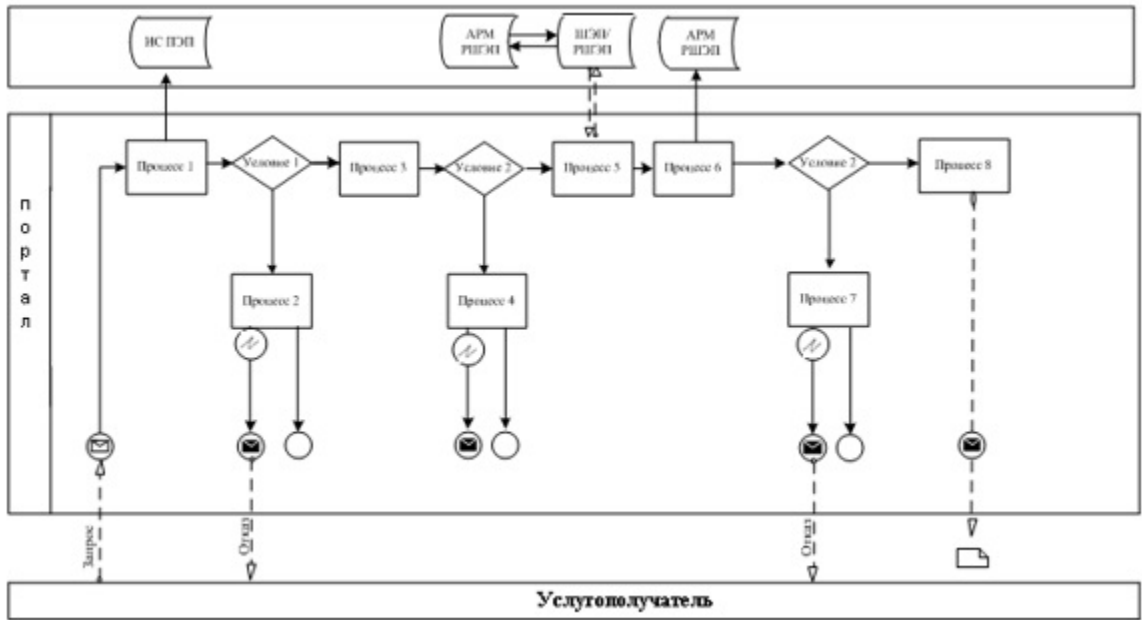 ИС ПЭП
АРМ
РШЭП
ШЭП/
РШЭП
АРМ
РШЭП
Портал
Процесс 1
Условие 1
Процесс 3
Условие 2
Процесс 5
Процесс 6
Условие 2
Процесс 8
Процесс 2
Процесс 4
Процесс 7
Запрос
Отказ
Отказ
Услугополучатель